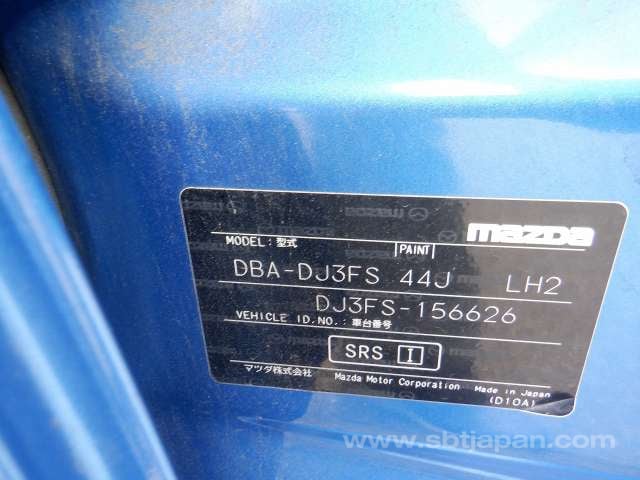 mazda
MODEL:型式 PAINT
DBA-DJ3FS 44J LH2
DJ3FS-156626
VEHICLE ID.NO.:車台番号
SRS I
マツダ株式会社 Mazda Motor Corporation Made in Japan
(D10A)
www.sbtjapan.com